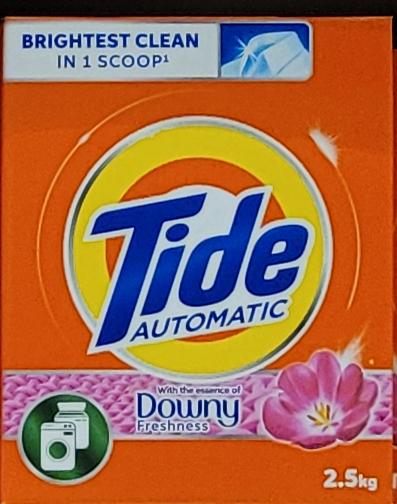 BRIGHTEST CLEAN
IN 1 SCOOP¹
Tide
AUTOMATIC
With the essence of
Downy
Freshness
2.5kg